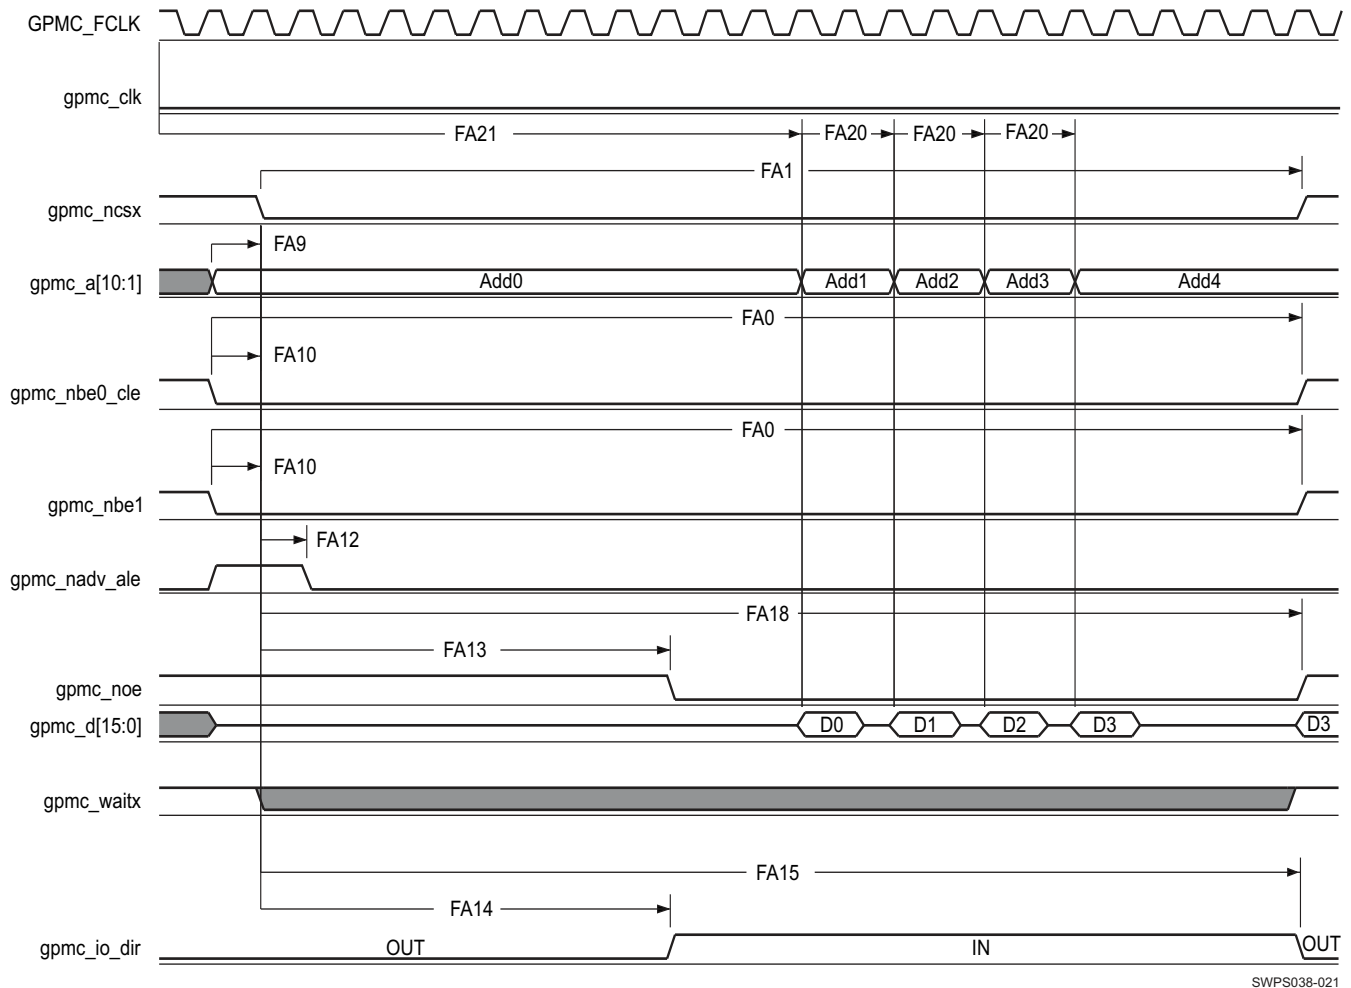 GPMC_FCLK
gpmc_clk
FA21 FA20 FA20 FA20
FA1
gpmc_ncsx
FA9
gpmc_a[10:1] Add0 Add1 Add2 Add3 Add4
FA0
FA10
gpmc_nbe0_cle
FA0
FA10
gpmc_nbe1
FA12
gpmc_nadv_ale
FA18
FA13
gpmc_noe
gpmc_d[15:0] D0 D1 D2 D3 D3
gpmc_waitx
FA15
FA14
gpmc_io_dir OUT IN OUT
SWPS038-021